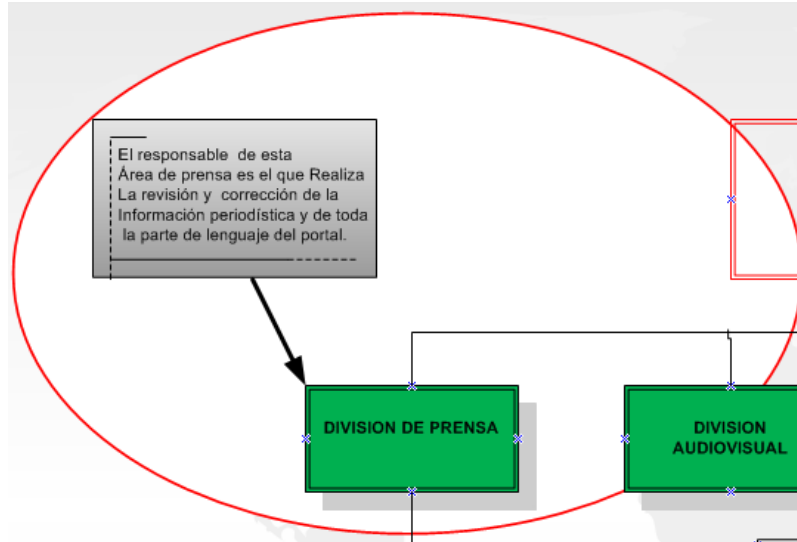 El responsable de esta
Área de prensa es el que Realiza
La revisión y corrección de la
Información periodística y de toda
la parte de lenguaje del portal.
DIVISION DE PRENSA
DIVISION
AUDIOVISUAL